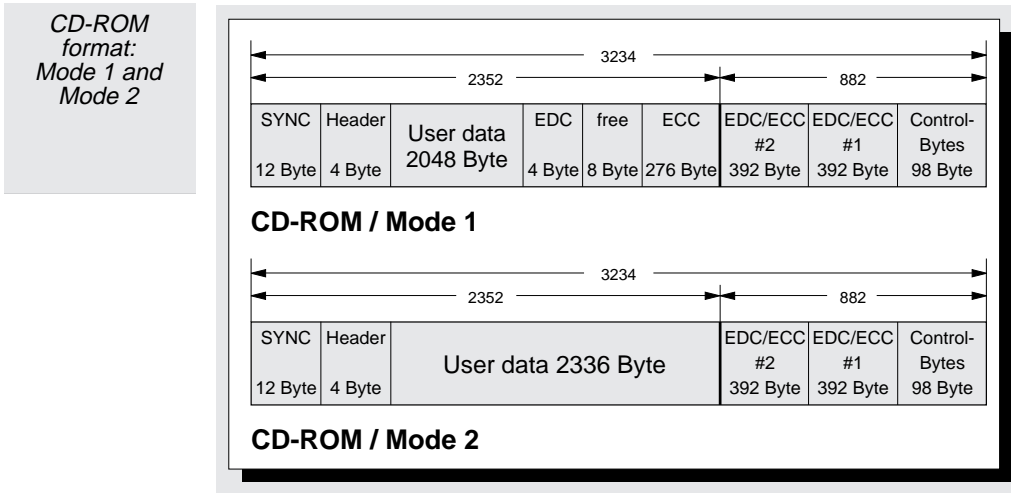 CD-ROM
format:
Mode 1 and
Mode 2
3234
2352 882
SYNC Header User data EDC free ECC EDC/ECC EDC/ECC Control-
#2 #1 Bytes
2048 Byte
12 Byte 4 Byte 4 Byte 8 Byte 276 Byte 392 Byte 392 Byte 98 Byte
CD-ROM / Mode 1
3234
2352 882
SYNC Header EDC/ECC EDC/ECC Control-
User data 2336 Byte #2 #1 Bytes
12 Byte 4 Byte 392 Byte 392 Byte 98 Byte
CD-ROM / Mode 2